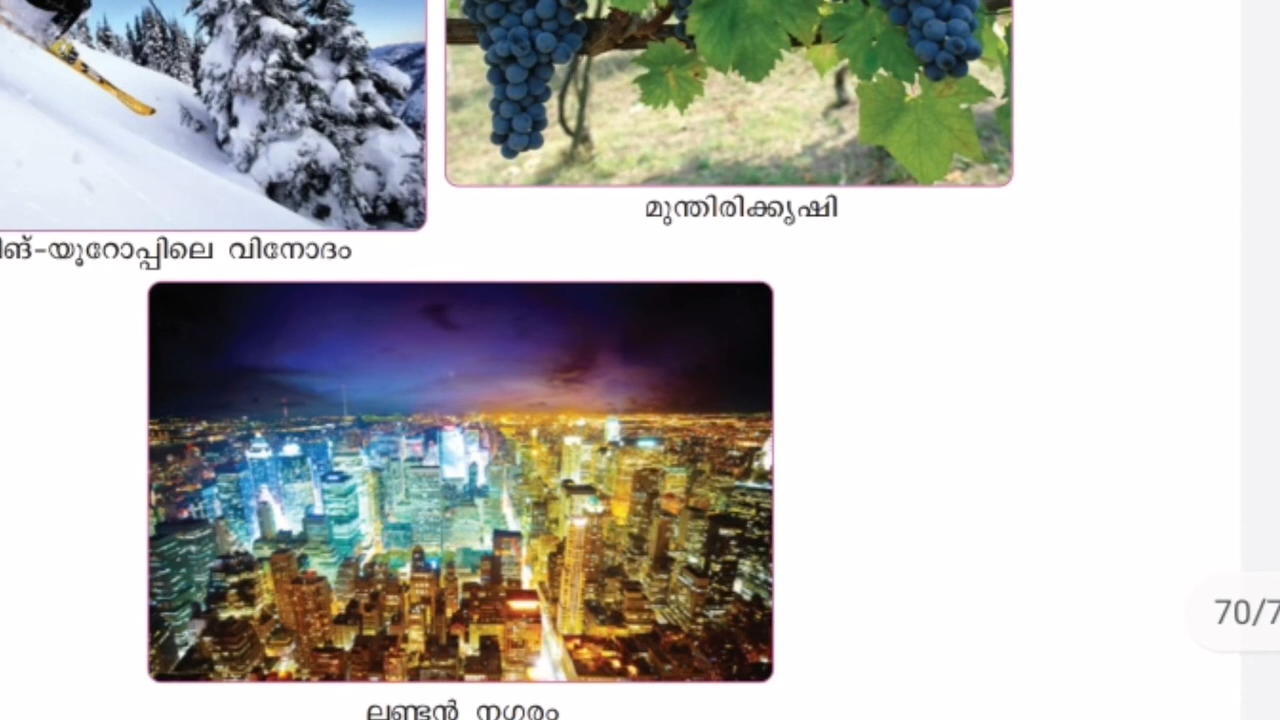 മുന്തിരിക്കൃഷി
ിങ്-യൂറോപ്പിലെ വിനോദം
ലണ്ടൻ നഗരം
70/7